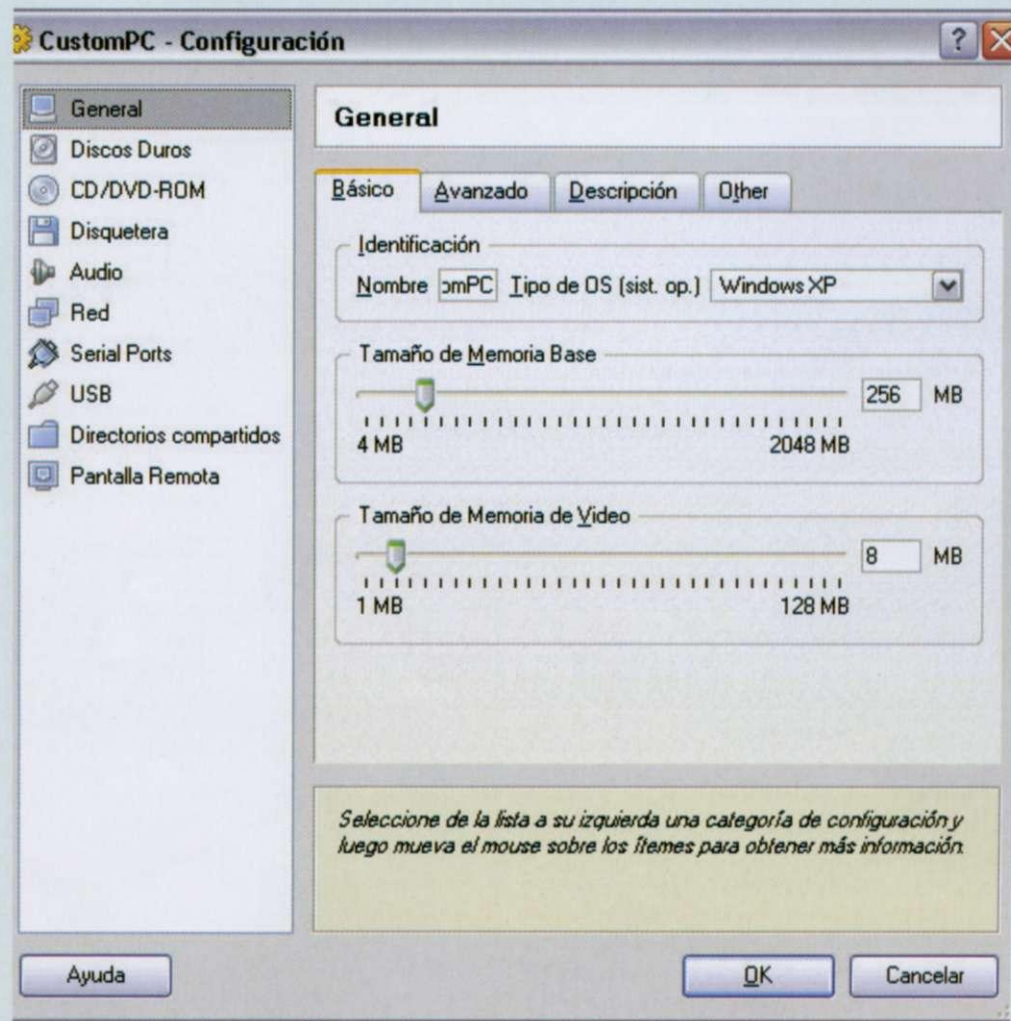 CustomPC - Configuración
General
Discos Duros
CD/DVD-ROM
Disquetera
Audio
Red
Serial Ports
USB
Directorios compartidos
Pantalla Remota
General
Básico Avanzado Descripción Other
Identificación
Nombre omPC Tipo de OS (sist. op.) Windows XP
Tamaño de Memoria Base
256 MB
4 MB 2048 MB
Tamaño de Memoria de Video
8 MB
1 MB 128 MB
Seleccione de la lista a su izquierda una categoría de configuración y
luego mueva el mouse sobre los ítemes para obtener más información.
Ayuda OK Cancelar